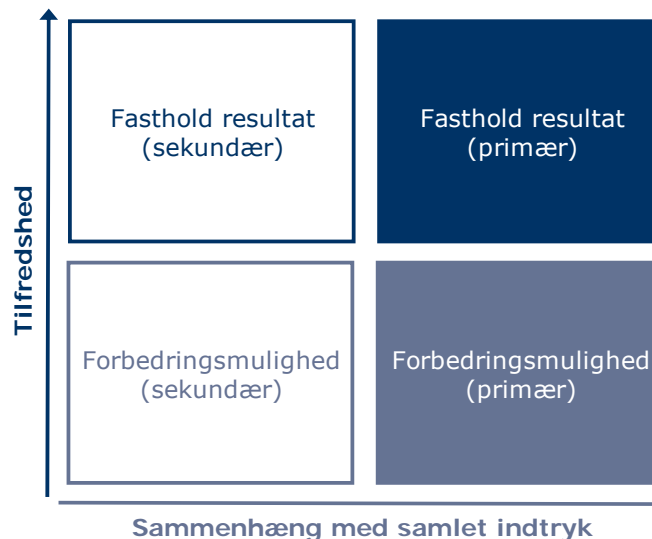 Tilfredshed
Fasthold resultat
(sekundær)
Fasthold resultat
(primær)
Forbedringsmulighed
(sekundær)
Forbedringsmulighed
(primær)
Sammenhæng med samlet indtryk